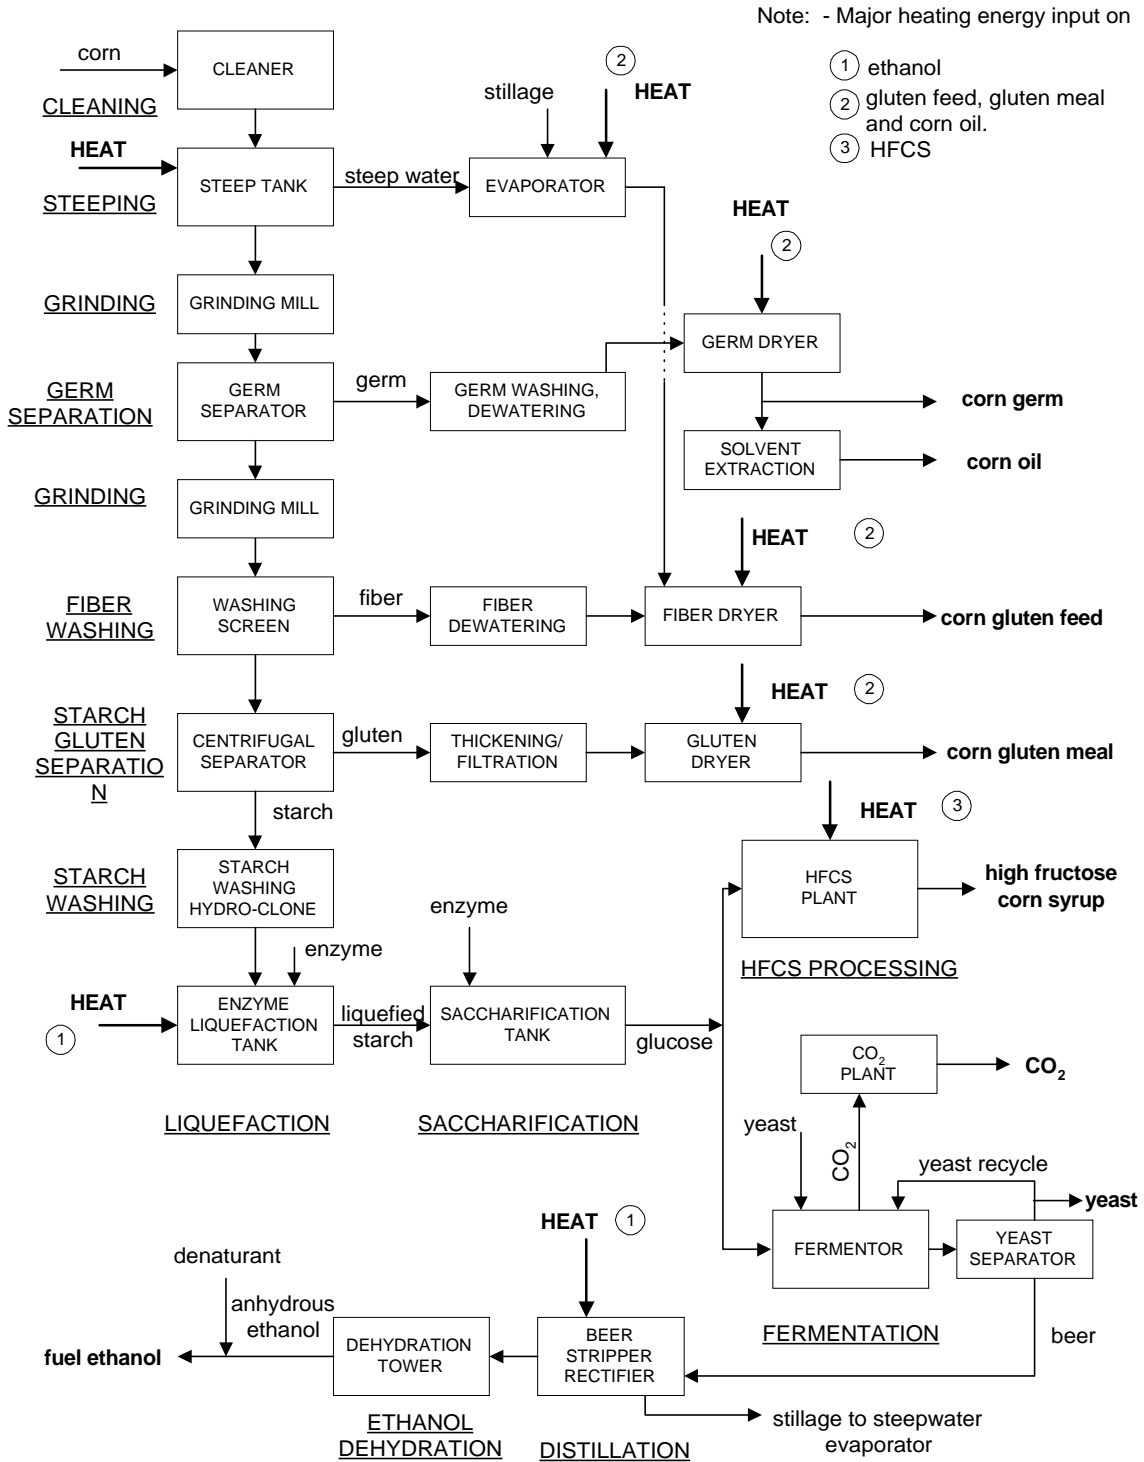 Note: - Major heating energy input on
1 ethanol
2 gluten feed, gluten meal
and corn oil.
3 HFCS
corn
CLEANER
CLEANING
2
HEAT
stillage
HEAT
STEEP TANK
steep water
EVAPORATOR
STEEPING
HEAT
2
GRINDING
GRINDING MILL
GERM DRYER
GERM
SEPARATION
GERM
SEPARATOR
germ
GERM WASHING,
DEWATERING
corn germ
SOLVENT
EXTRACTION
corn oil
GRINDING
GRINDING MILL
HEAT
2
FIBER
WASHING
WASHING
SCREEN
fiber
FIBER
DEWATERING
FIBER DRYER
corn gluten feed
HEAT
2
STARCH
GLUTEN
SEPARATIO
N
CENTRIFUGAL
SEPARATOR
gluten
THICKENING/
FILTRATION
GLUTEN
DRYER
corn gluten meal
starch
HEAT
3
STARCH
WASHING
STARCH
WASHING
HYDRO-CLONE
HFCS
PLANT
high fructose
corn syrup
enzyme
enzyme
HFCS PROCESSING
HEAT
1
ENZYME
LIQUEFACTION
TANK
liquefied
starch
SACCHARIFICATION
TANK
glucose
CO2
PLANT
CO2
LIQUEFACTION
SACCHARIFICATION
yeast
CO2
yeast recycle
yeast
FERMENTOR
YEAST
SEPARATOR
HEAT
1
FERMENTATION
beer
denaturant
anhydrous
ethanol
fuel ethanol
DEHYDRATION
TOWER
BEER
STRIPPER
RECTIFIER
ETHANOL
DEHYDRATION
DISTILLATION
stillage to steepwater
evaporator